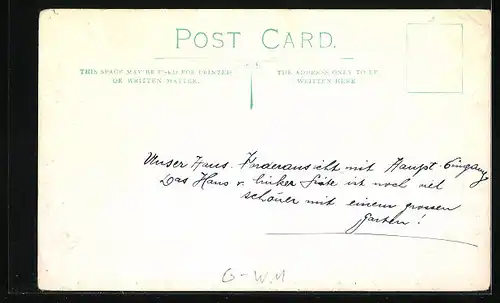 POST CARD.
THIS SPACE MAY BE USED FOR PRINTED
OR WRITTEN MATTER.
THE ADDRESS ONLY TO BE
WRITTEN HERE
Unser Haus. Vorderansicht mit Haupt-Eingang
Das Haus v. linker Seite ist noch viel
schöner mit einem grossen
Garten!
G-W.M